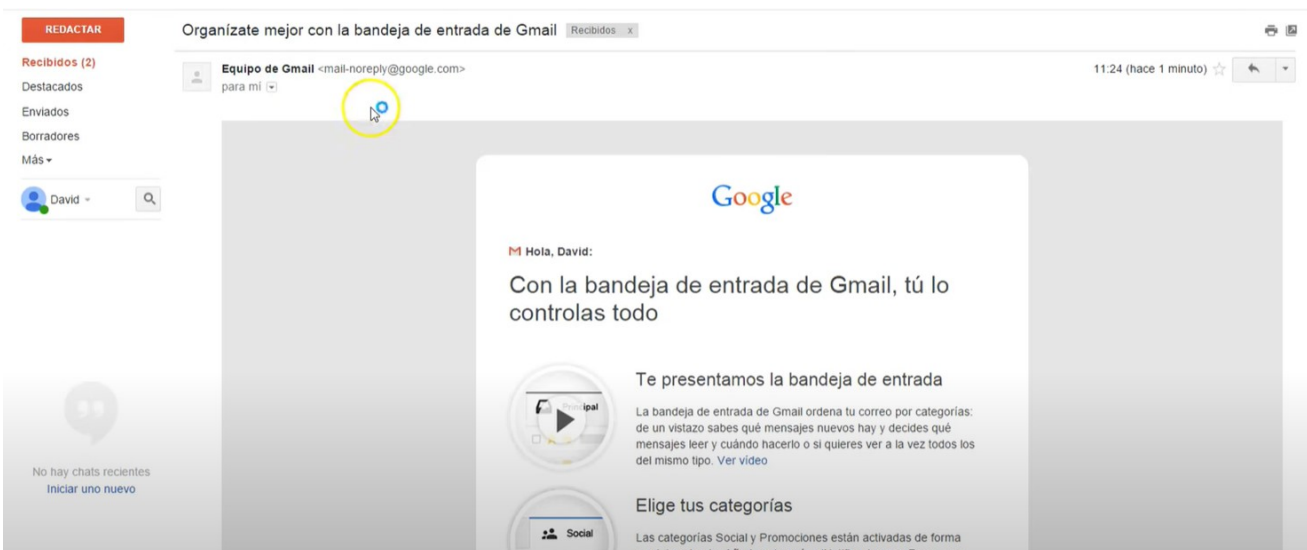 REDACTAR
Recibidos (2)
Destacados
Enviados
Borradores
Más
David
No hay chats recientes
Iniciar uno nuevo
Organízate mejor con la bandeja de entrada de Gmail Recibidos x
Equipo de Gmail <mail-noreply@google.com>
para mí
11:24 (hace 1 minuto)
Google
Hola, David:
Con la bandeja de entrada de Gmail, tú lo
controlas todo
Principal
Te presentamos la bandeja de entrada
La bandeja de entrada de Gmail ordena tu correo por categorías:
de un vistazo sabes qué mensajes nuevos hay y decides qué
mensajes leer y cuándo hacerlo o si quieres ver a la vez todos los
del mismo tipo. Ver vídeo
Social
Elige tus categorías
Las categorías Social y Promociones están activadas de forma